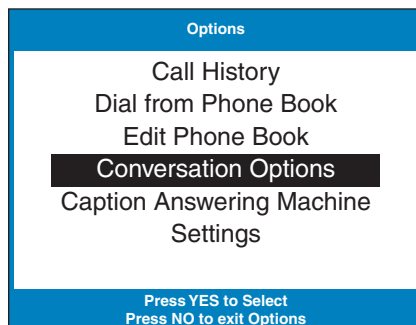 Options
Call History
Dial from Phone Book
Edit Phone Book
Conversation Options
Caption Answering Machine
Settings
Press YES to Select
Press NO to exit Options